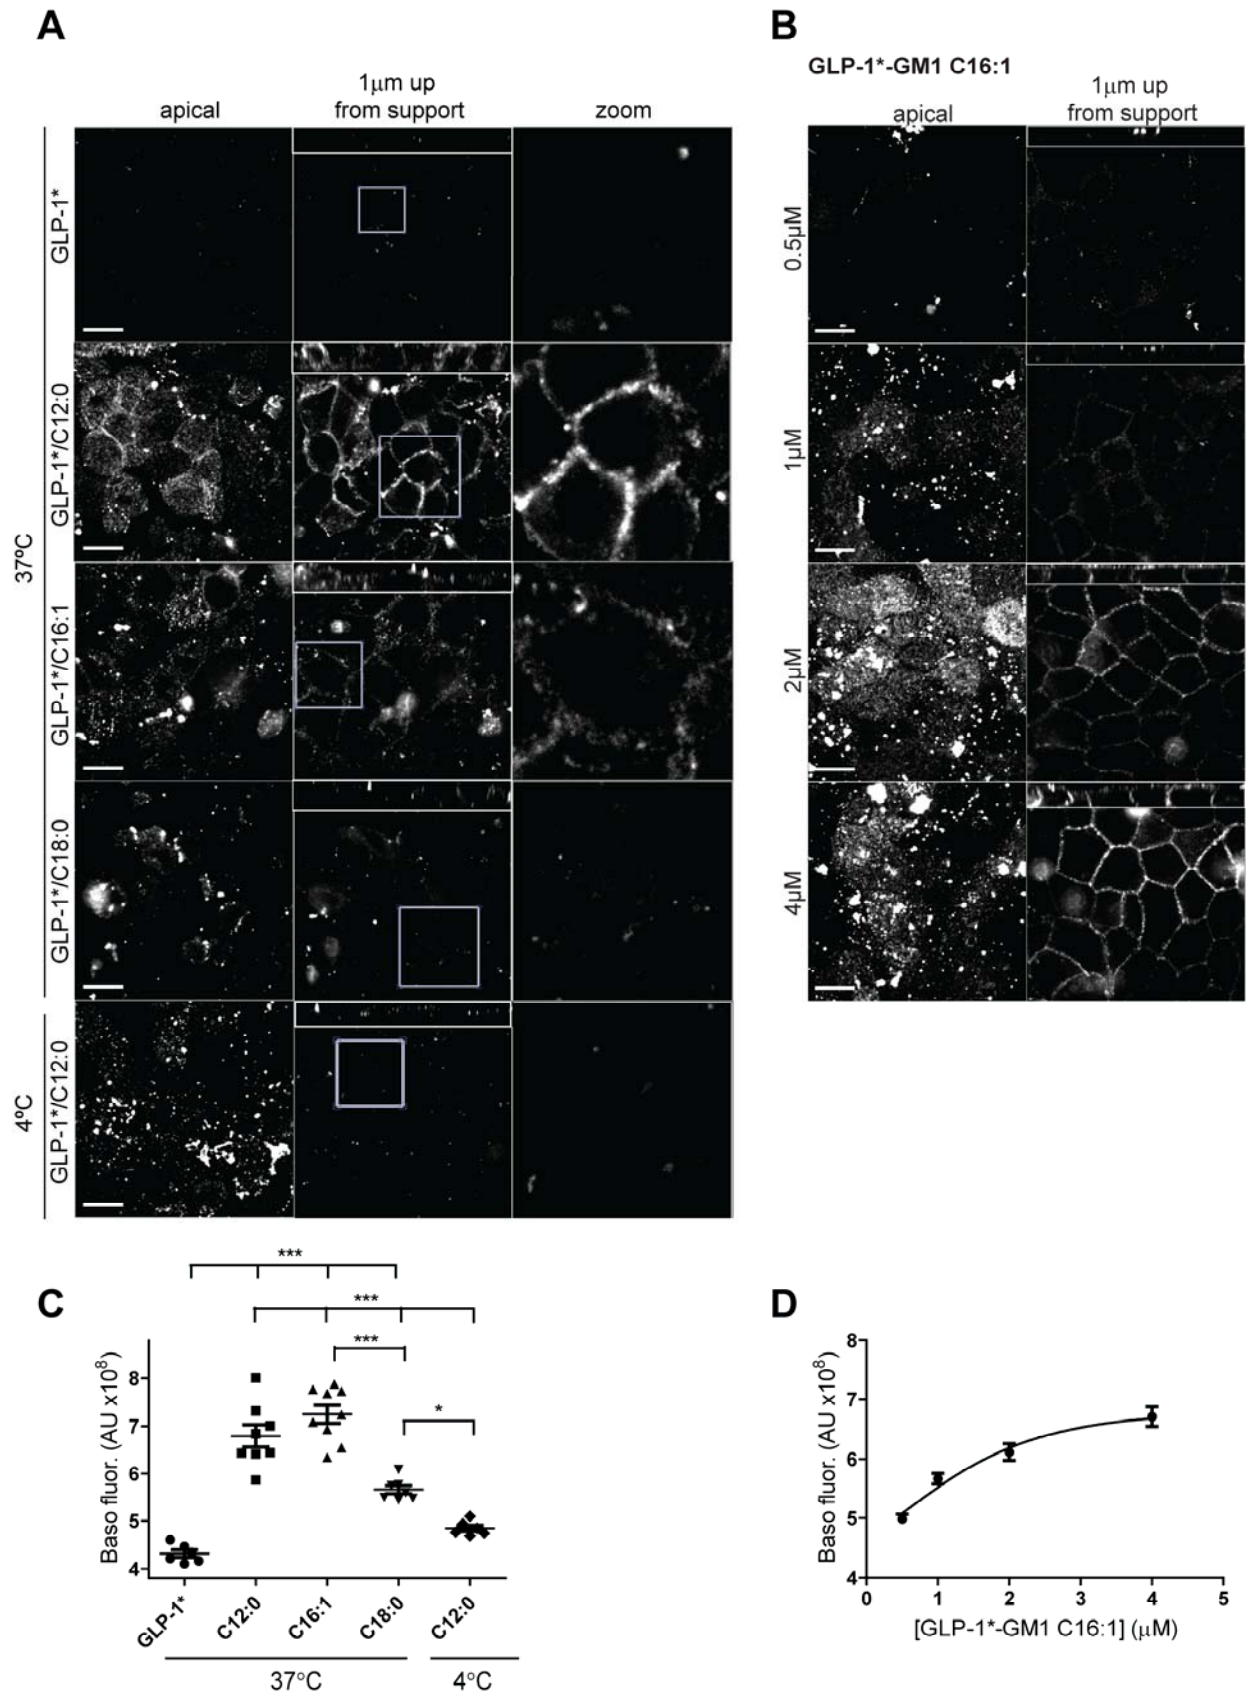 A
apical
1μm up
from support
zoom
37ºC
GLP-1*
GLP-1*/C12:0
GLP-1*/C16:1
GLP-1*/C18:0
4ºC
GLP-1*/C12:0
B
GLP-1*-GM1 C16:1
apical
1μm up
from support
0.5μM
1μM
2μM
4μM
C
***
***
***
*
Baso fluor. (AU x10⁸)
8
7
6
5
4
GLP-1*
C12:0
C16:1
C18:0
C12:0
37°C
4°C
D
Baso fluor. (AU x10⁸)
8
7
6
5
4
0
1
2
3
4
5
[GLP-1*-GM1 C16:1] (μM)